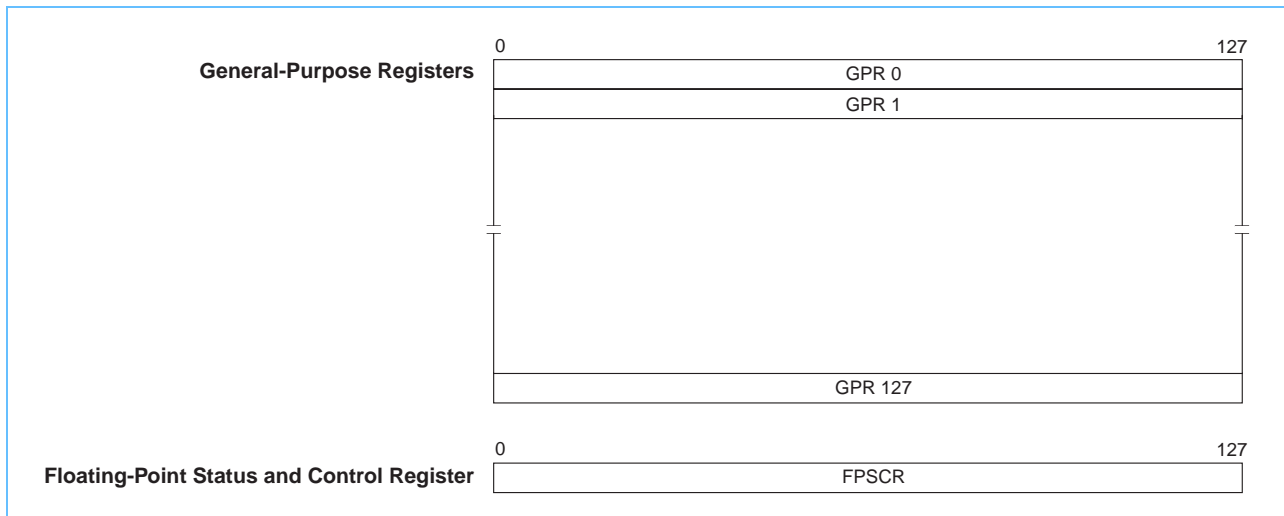 0 127
General-Purpose Registers GPR 0
GPR 1
GPR 127
0 127
Floating-Point Status and Control Register FPSCR